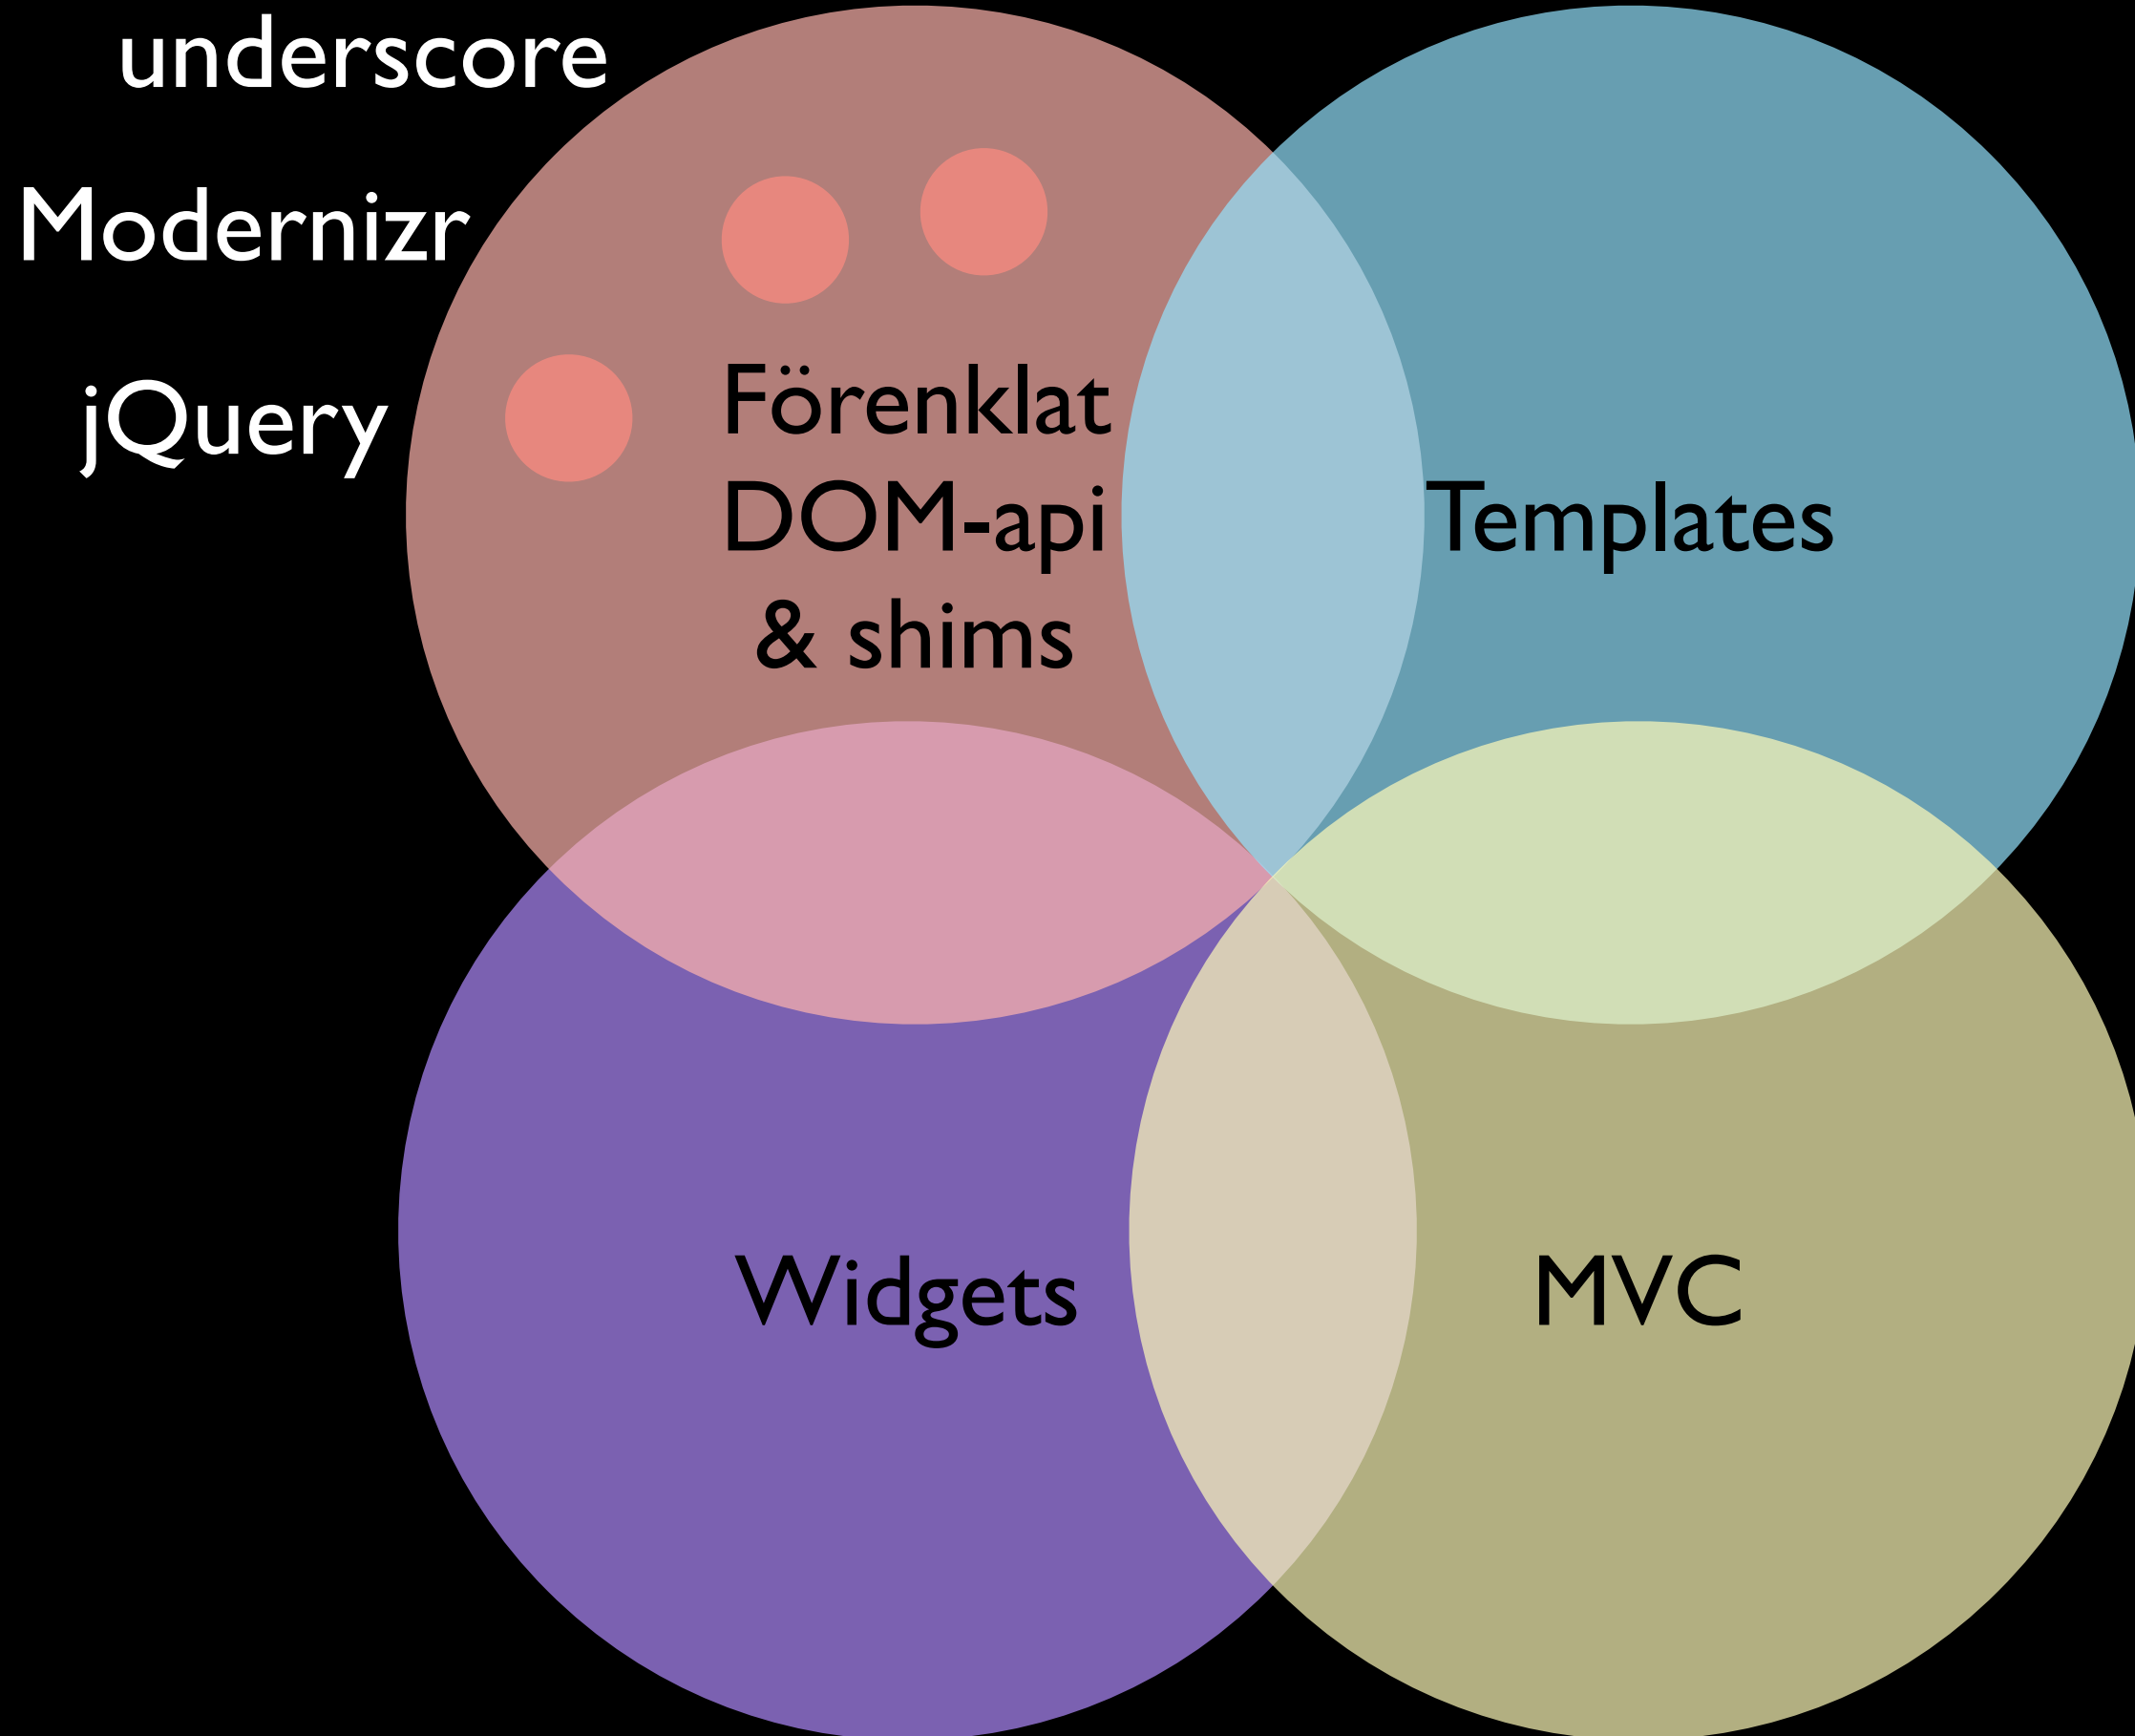 underscore
Modernizr
jQuery
Förenklat
DOM-api
& shims
Templates
Widgets
MVC